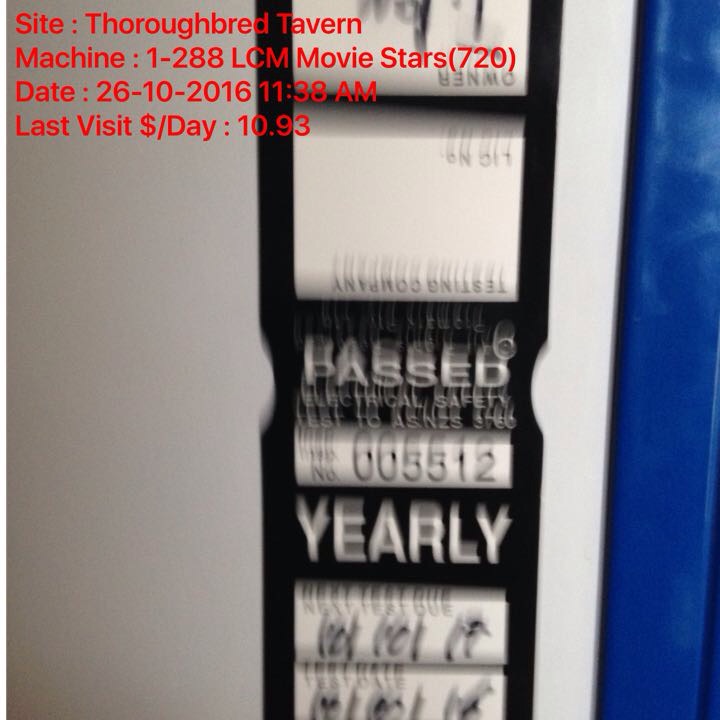 Site : Thoroughbred Tavern
Machine : 1-288 LCM Movie Stars(720)
Date : 26-10-2016 11:38 AM
Last Visit $/Day : 10.93
OWNER
LIC No.
TESTING COMPANY
PASSED
ELECTRICAL SAFETY
TEST TO AS/NZS 3760
No. 005512
YEARLY
NEXT TEST DUE
TEST DATE